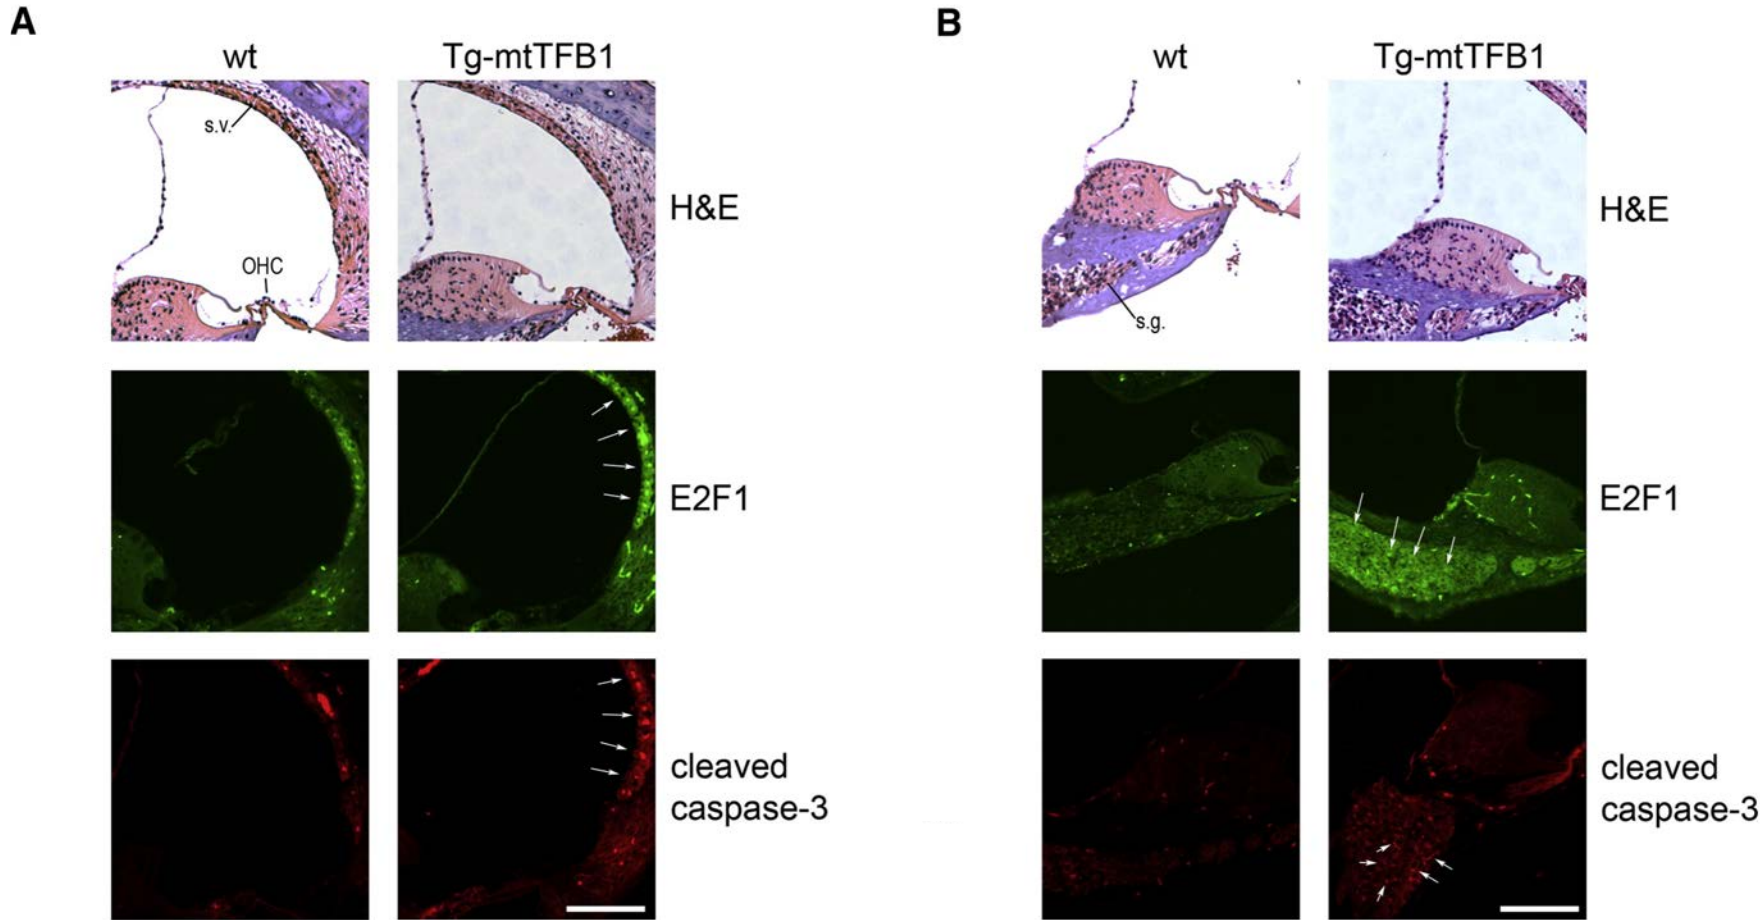 A
wt
Tg-mtTFB1
s.v.
OHC
H&E
E2F1
cleaved
caspase-3
B
wt
Tg-mtTFB1
s.g.
H&E
E2F1
cleaved
caspase-3